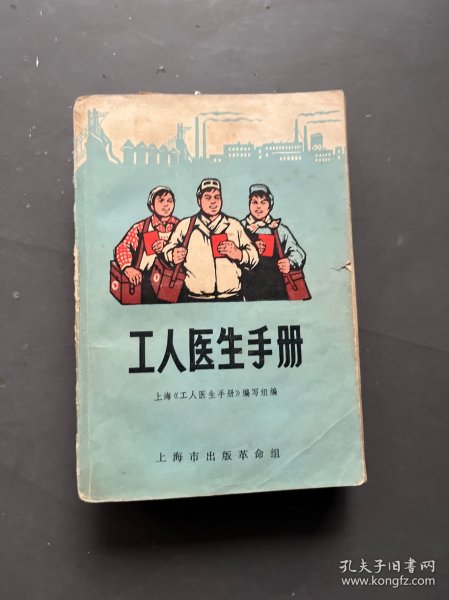 工人医生手册
上海《工人医生手册》编写组编
上海市出版革命组
孔夫子旧书网
www.kongfz.com